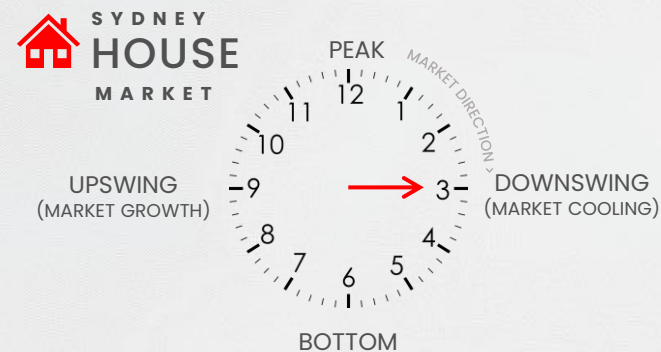 SYDNEY
HOUSE
MARKET
PEAK
MARKET DIRECTION >
12
1
2
3
4
5
6
7
8
9
10
11
UPSWING
(MARKET GROWTH)
DOWNSWING
(MARKET COOLING)
BOTTOM